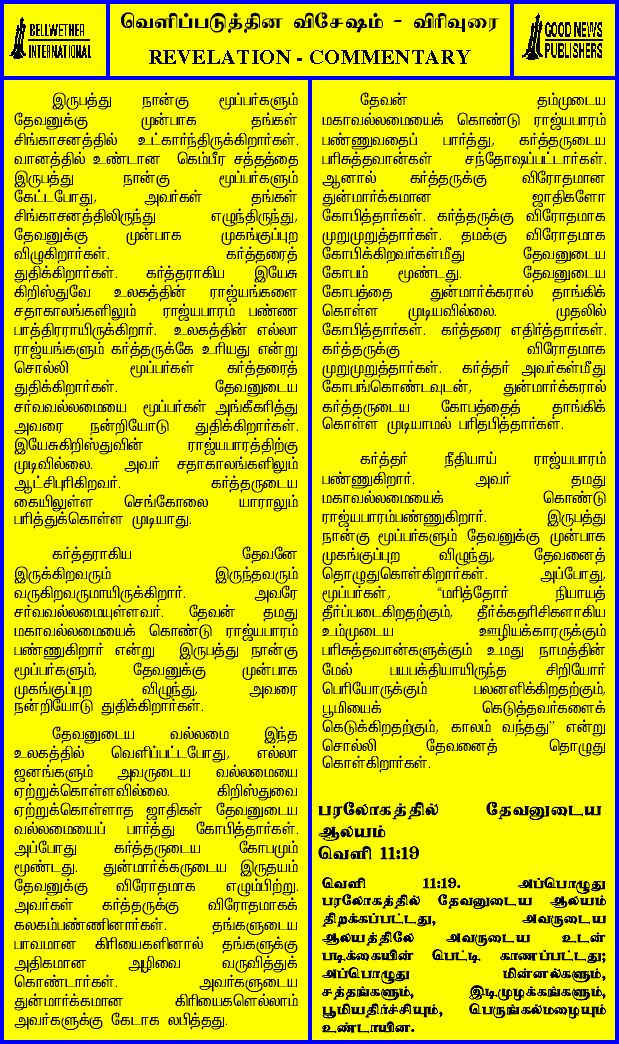 BELLWETHER
INTERNATIONAL
வெளிப்படுத்தின விசேஷம் - விரிவுரை
REVELATION - COMMENTARY
GOOD NEWS
PUBLISHERS
இருபத்து நான்கு மூப்பர்களும்
தேவனுக்கு முன்பாக தங்கள்
சிங்காசனத்தில் உட்கார்ந்திருக்கிறார்கள்.
வானத்தில் உண்டான கெம்பீர சத்தத்தை
இருபத்து நான்கு மூப்பர்களும்
கேட்டபோது, அவர்கள் தங்கள்
சிங்காசனத்திலிருந்து எழுந்திருந்து,
தேவனுக்கு முன்பாக முகங்குப்புற
விழுகிறார்கள். கர்த்தரைத்
துதிக்கிறார்கள். கர்த்தராகிய இயேசு
கிறிஸ்துவே உலகத்தின் ராஜ்யங்களை
சதாகாலங்களிலும் ராஜ்யபாரம் பண்ண
பாத்திரராயிருக்கிறார். உலகத்தின் எல்லா
ராஜ்யங்களும் கர்த்தருக்கே உரியது என்று
சொல்லி மூப்பர்கள் கர்த்தரைத்
துதிக்கிறார்கள். தேவனுடைய
சர்வவல்லமையை மூப்பர்கள் அங்கீகரித்து
அவரை நன்றியோடு துதிக்கிறார்கள்.
இயேசுகிறிஸ்துவின் ராஜ்யபாரத்திற்கு
முடிவில்லை. அவர் சதாகாலங்களிலும்
ஆட்சிபுரிகிறவர். கர்த்தருடைய
கையிலுள்ள செங்கோலை யாராலும்
பரித்துக்கொள்ள முடியாது.
கர்த்தராகிய தேவனே
இருக்கிறவரும் இருந்தவரும்
வருகிறவருமாயிருக்கிறார். அவரே
சர்வவல்லமையுள்ளவர். தேவன் தமது
மகாவல்லமையைக் கொண்டு ராஜ்யபாரம்
பண்ணுகிறார் என்று இருபத்து நான்கு
மூப்பர்களும், தேவனுக்கு முன்பாக
முகங்குப்புற விழுந்து, அவரை
நன்றியோடு துதிக்கிறார்கள்.
தேவனுடைய வல்லமை இந்த
உலகத்தில் வெளிப்பட்டபோது, எல்லா
ஜனங்களும் அவருடைய வல்லமையை
ஏற்றுக்கொள்ளவில்லை. கிறிஸ்துவை
ஏற்றுக்கொள்ளாத ஜாதிகள் தேவனுடைய
வல்லமையைப் பார்த்து கோபித்தார்கள்.
அப்போது கர்த்தருடைய கோபமும்
மூண்டது. துன்மார்க்கருடைய இருதயம்
தேவனுக்கு விரோதமாக எழும்பிற்று.
அவர்கள் கர்த்தருக்கு விரோதமாகக்
கலகம்பண்ணினார்கள். தங்களுடைய
பாவமான கிரியைகளினால் தங்களுக்கு
அதிகமான அழிவை வருவித்துக்
கொண்டார்கள். அவர்களுடைய
துன்மார்க்கமான கிரியைகளெல்லாம்
அவர்களுக்கு கேடாக லபித்தது.
தேவன் தம்முடைய
மகாவல்லமையைக் கொண்டு ராஜ்யபாரம்
பண்ணுவதைப் பார்த்து, கர்த்தருடைய
பரிசுத்தவான்கள் சந்தோஷப்பட்டார்கள்.
ஆனால் கர்த்தருக்கு விரோதமான
துன்மார்க்கமான ஜாதிகளோ
கோபித்தார்கள். கர்த்தருக்கு விரோதமாக
முறுமுறுத்தார்கள். தமக்கு விரோதமாக
கோபிக்கிறவர்கள்மீது தேவனுடைய
கோபம் மூண்டது. தேவனுடைய
கோபத்தை துன்மார்க்கரால் தாங்கிக்
கொள்ள முடியவில்லை. முதலில்
கோபித்தார்கள். கர்த்தரை எதிர்த்தார்கள்.
கர்த்தருக்கு விரோதமாக
முறுமுறுத்தார்கள். கர்த்தர் அவர்கள்மீது
கோபங்கொண்டவுடன், துன்மார்க்கரால்
கர்த்தருடைய கோபத்தைத் தாங்கிக்
கொள்ள முடியாமல் பரிதபித்தார்கள்.
கர்த்தர் நீதியாய் ராஜ்யபாரம்
பண்ணுகிறார். அவர் தமது
மகாவல்லமையைக் கொண்டு
ராஜ்யபாரம்பண்ணுகிறார். இருபத்து
நான்கு மூப்பர்களும் தேவனுக்கு முன்பாக
முகங்குப்புற விழுந்து, தேவனைத்
தொழுதுகொள்கிறார்கள். அப்போது,
மூப்பர்கள், “மரித்தோர் நியாயத்
தீர்ப்படைகிறதற்கும், தீர்க்கதரிசிகளாகிய
உம்முடைய ஊழியக்காரருக்கும்
பரிசுத்தவான்களுக்கும் உமது நாமத்தின்
மேல் பயபக்தியாயிருந்த சிறியோர்
பெரியோருக்கும் பலனளிக்கிறதற்கும்,
பூமியைக் கெடுத்தவர்களைக்
கெடுக்கிறதற்கும், காலம் வந்தது” என்று
சொல்லி தேவனைத் தொழுது
கொள்கிறார்கள்.
பரலோகத்தில் தேவனுடைய
ஆலயம்
வெளி 11:19
வெளி 11:19. அப்பொழுது
பரலோகத்தில் தேவனுடைய ஆலயம்
திறக்கப்பட்டது, அவருடைய
ஆலயத்திலே அவருடைய உடன்
படிக்கையின் பெட்டி காணப்பட்டது;
அப்பொழுது மின்னல்களும்,
சத்தங்களும், இடிமுழக்கங்களும்,
பூமியதிர்ச்சியும், பெருங்கல்மழையும்
உண்டாயின.